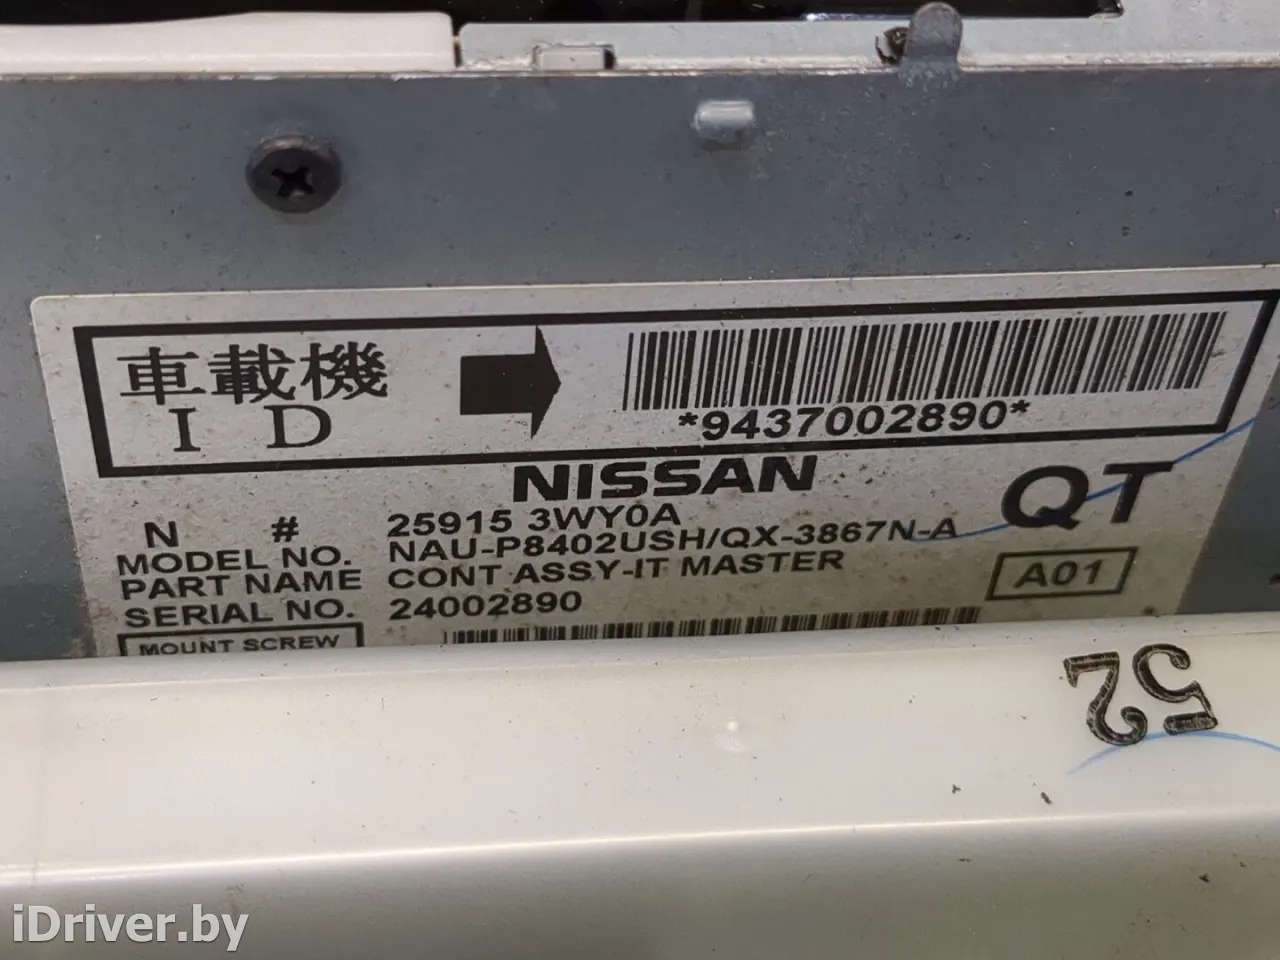 車載機
I D
*9437002890*
NISSAN
QT
N # 25915 3WY0A
MODEL NO. NAU-P8402USH/QX-3867N-A
PART NAME CONT ASSY-IT MASTER
A01
SERIAL NO. 24002890
MOUNT SCREW
52
iDriver.by